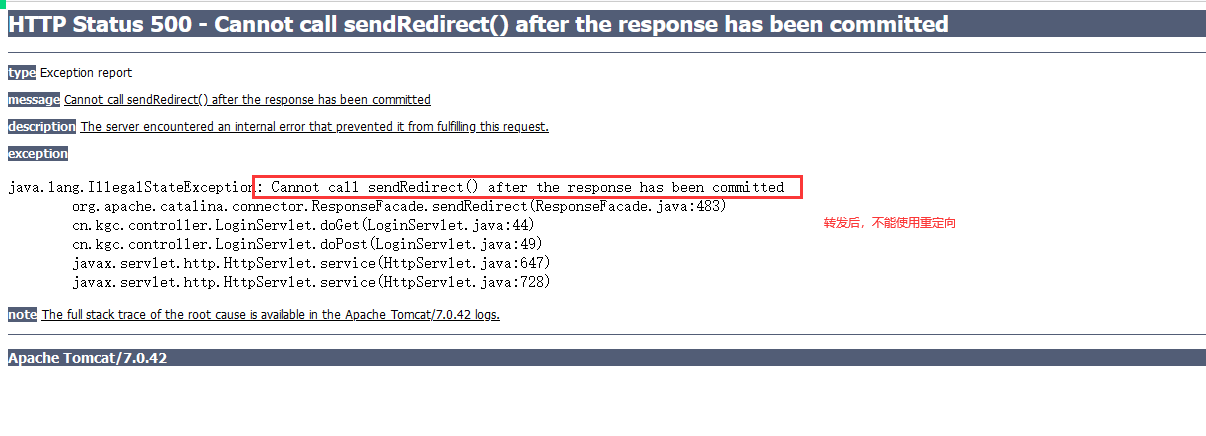 HTTP Status 500 - Cannot call sendRedirect() after the response has been committed
type Exception report
message Cannot call sendRedirect() after the response has been committed
description The server encountered an internal error that prevented it from fulfilling this request.
exception
java.lang.IllegalStateException: Cannot call sendRedirect() after the response has been committed
org.apache.catalina.connector.ResponseFacade.sendRedirect(ResponseFacade.java:483)
cn.kgc.controller.LoginServlet.doGet(LoginServlet.java:44)
转发后，不能使用重定向
cn.kgc.controller.LoginServlet.doPost(LoginServlet.java:49)
javax.servlet.http.HttpServlet.service(HttpServlet.java:647)
javax.servlet.http.HttpServlet.service(HttpServlet.java:728)
note The full stack trace of the root cause is available in the Apache Tomcat/7.0.42 logs.
Apache Tomcat/7.0.42